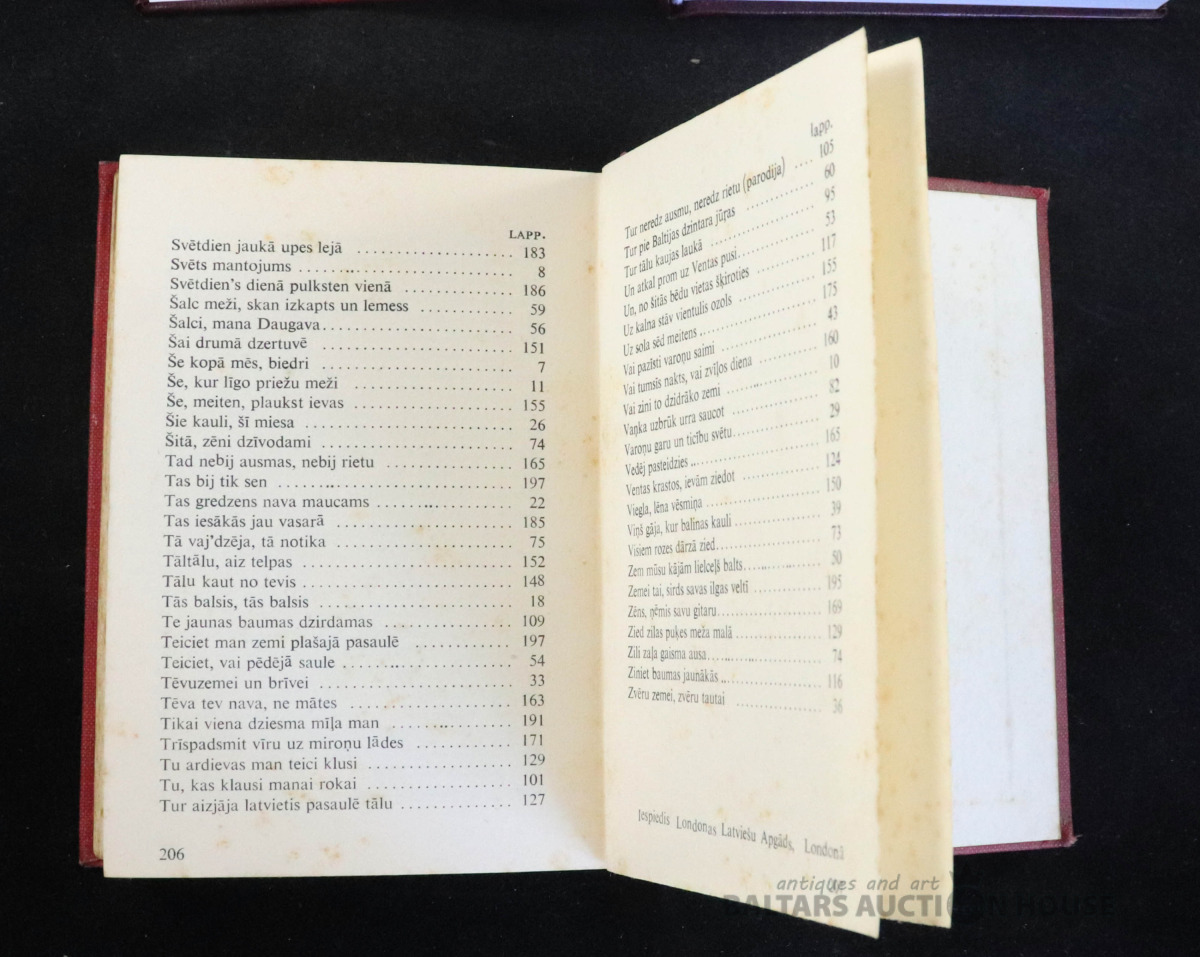 LAPP.
Svētdien jaukā upes lejā .................... 183
Svēts mantojums .................... 8
Svētdien's dienā pulksten vienā .................... 186
Šalc meži, skan izkapts un lemess .................... 59
Šalci, mana Daugava .................... 56
Šai drumā dzertuvē .................... 151
Še kopā mēs, biedri .................... 7
Še, kur līgo priežu meži .................... 11
Še, meiten, plaukst ievas .................... 155
Šie kauli, šī miesa .................... 26
Šitā, zēni dzīvodami .................... 74
Tad nebij ausmas, nebij rietu .................... 165
Tas bij tik sen .................... 197
Tas gredzens nava maucams .................... 22
Tas iesākās jau vasarā .................... 185
Tā vaj'dzēja, tā notika .................... 75
Tāltālu, aiz telpas .................... 152
Tālu kaut no tevis .................... 148
Tās balsis, tās balsis .................... 18
Te jaunas baumas dzirdamas .................... 109
Teiciet man zemi plašajā pasaulē .................... 197
Teiciet, vai pēdējā saule .................... 54
Tēvuzemei un brīvei .................... 33
Tēva tev nava, ne mātes .................... 163
Tikai viena dziesma mīļa man .................... 191
Trīspadsmit vīru uz miroņu lādes .................... 171
Tu ardievas man teici klusi .................... 129
Tu, kas klausi manai rokai .................... 101
Tur aizjāja latvietis pasaulē tālu .................... 127
206
lapp.
Tur neredz ausmu, neredz rietu (parodija) .... 105
Tur pie Baltijas dzintara jūŗas .................... 60
Tur tālu kaujas laukā .................... 95
Un atkal prom uz Ventas pusi .................... 53
Un, no šitās bēdu vietas šķiroties .................... 117
Uz kalna stāv vientulis ozols .................... 155
Uz sola sēd meitens .................... 175
Vai pazīsti varoņu saimi .................... 43
Vai tumsīs nakts, vai zvīļos diena .................... 160
Vai zini to dzidrāko zemi .................... 10
Vaņka uzbrūk urra saucot .................... 82
Varoņu garu un ticību svētu .................... 29
Vedēj pasteidzies .................... 165
Ventas krastos, ievām ziedot .................... 124
Viegla, lēna vēsmiņa .................... 150
Viņš gāja, kur balinas kauli .................... 39
Visiem rozes dārzā zied .................... 73
Zem mūsu kājām lielceļš balts .................... 50
Zemei tai, sirds savas ilgas veltī .................... 195
Zēns, ņēmis savu gitaru .................... 169
Zied zilas puķes meža malā .................... 129
Zili zaļa gaisma ausa .................... 74
Ziniet baumas jaunākās .................... 116
Zvēru zemei, zvēru tautai .................... 36
Iespiedis Londonas Latviešu Apgāds, Londonā
antiques and art
BALTARS AUCTION HOUSE